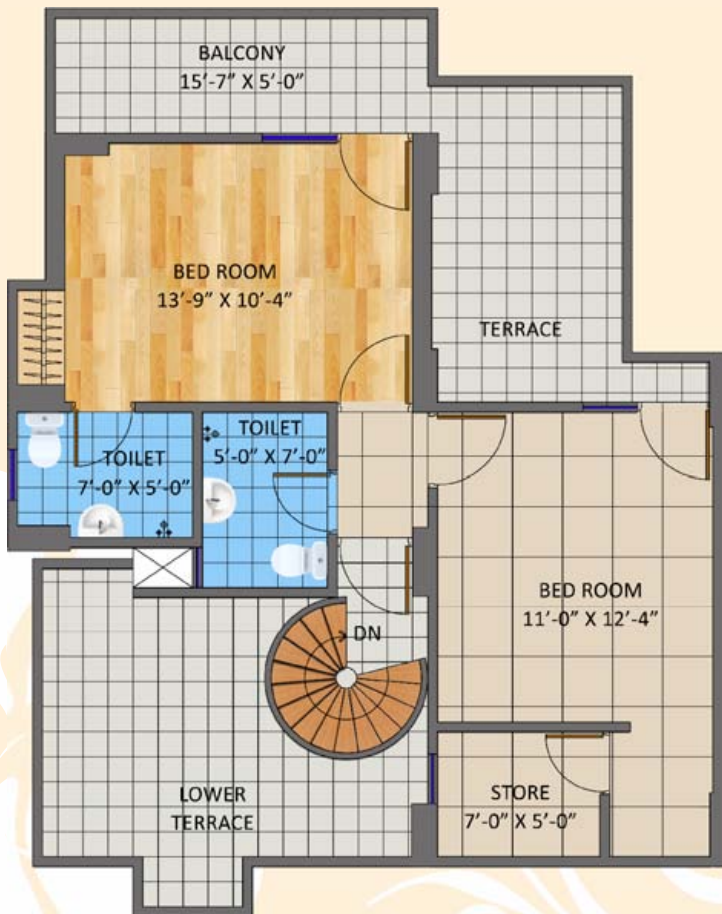 BALCONY
15’-7” X 5’-0”
BED ROOM
13’-9” X 10’-4”
TERRACE
TOILET
7’-0” X 5’-0”
TOILET
5’-0” X 7’-0”
BED ROOM
11’-0” X 12’-4”
DN
LOWER
TERRACE
STORE
7’-0” X 5’-0”